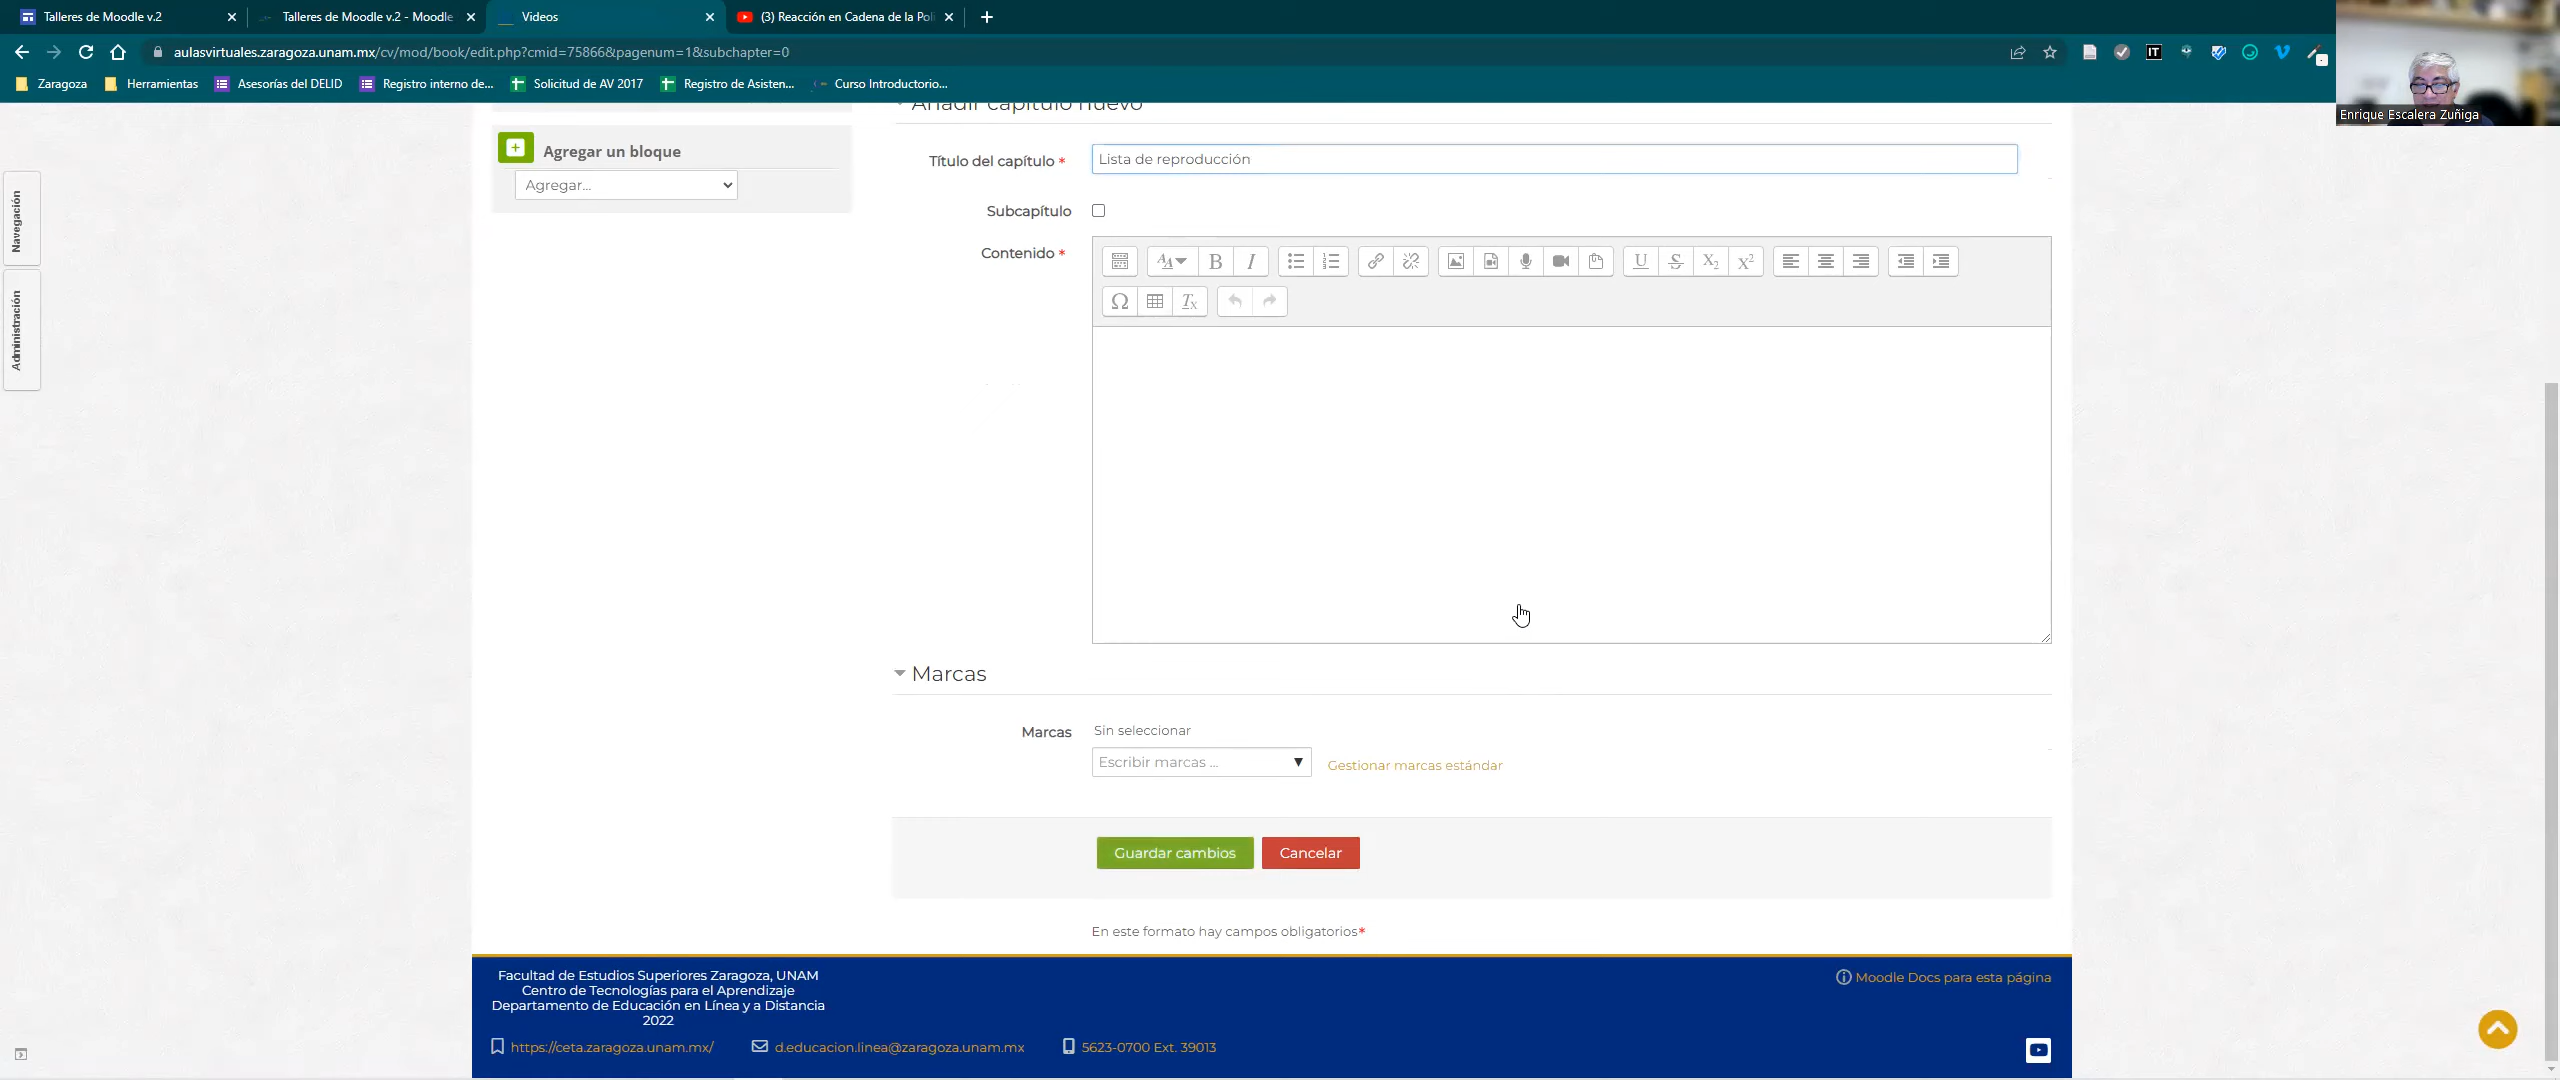 Talleres de Moodle v.2
Talleres de Moodle v.2 - Moodle
Videos
(3) Reacción en Cadena de la Pol
aulasvirtuales.zaragoza.unam.mx/cv/mod/book/edit.php?cmid=75866&pagenum=1&subchapter=0
Zaragoza
Herramientas
Asesorías del DELID
Registro interno de...
Solicitud de AV 2017
Registro de Asisten...
Curso Introductorio...
Enrique Escalera Zuñiga
Añadir capítulo nuevo
Agregar un bloque
Agregar...
Navegación
Administración
Título del capítulo *
Lista de reproducción
Subcapítulo
Contenido *
Marcas
Marcas
Sin seleccionar
Escribir marcas ...
Gestionar marcas estándar
Guardar cambios
Cancelar
En este formato hay campos obligatorios*
Facultad de Estudios Superiores Zaragoza, UNAM
Centro de Tecnologías para el Aprendizaje
Departamento de Educación en Línea y a Distancia
2022
Moodle Docs para esta página
https://ceta.zaragoza.unam.mx/
d.educacion.linea@zaragoza.unam.mx
5623-0700 Ext. 39013